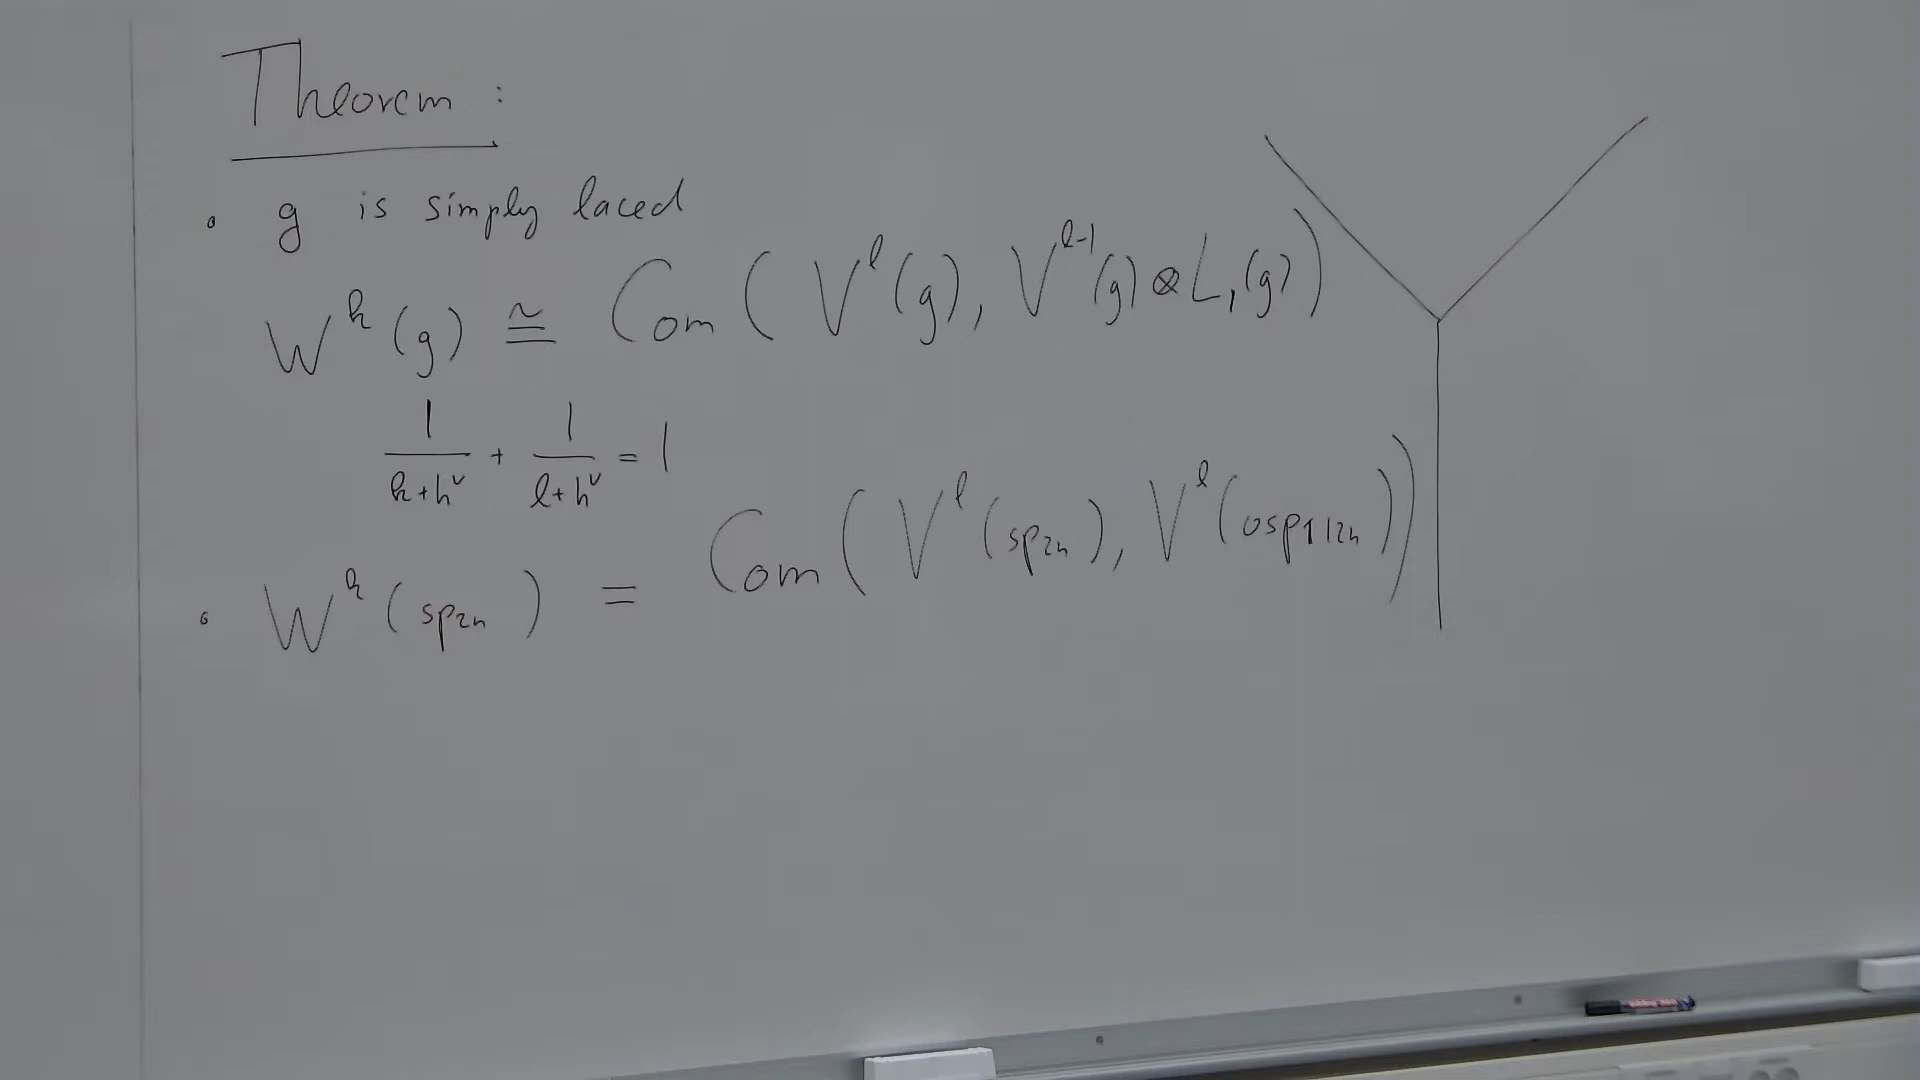 Theorem :
∘ g is simply laced
W^k(g) ≅ Com( V^l(g), V^{l-1}(g) ⊗ L_1(g) )
1/(k+h^∨) + 1/(l+h^∨) = 1
∘ W^k(sp_{2n}) = Com( V^l(sp_{2n}), V^l(osp_{1|2n}) )